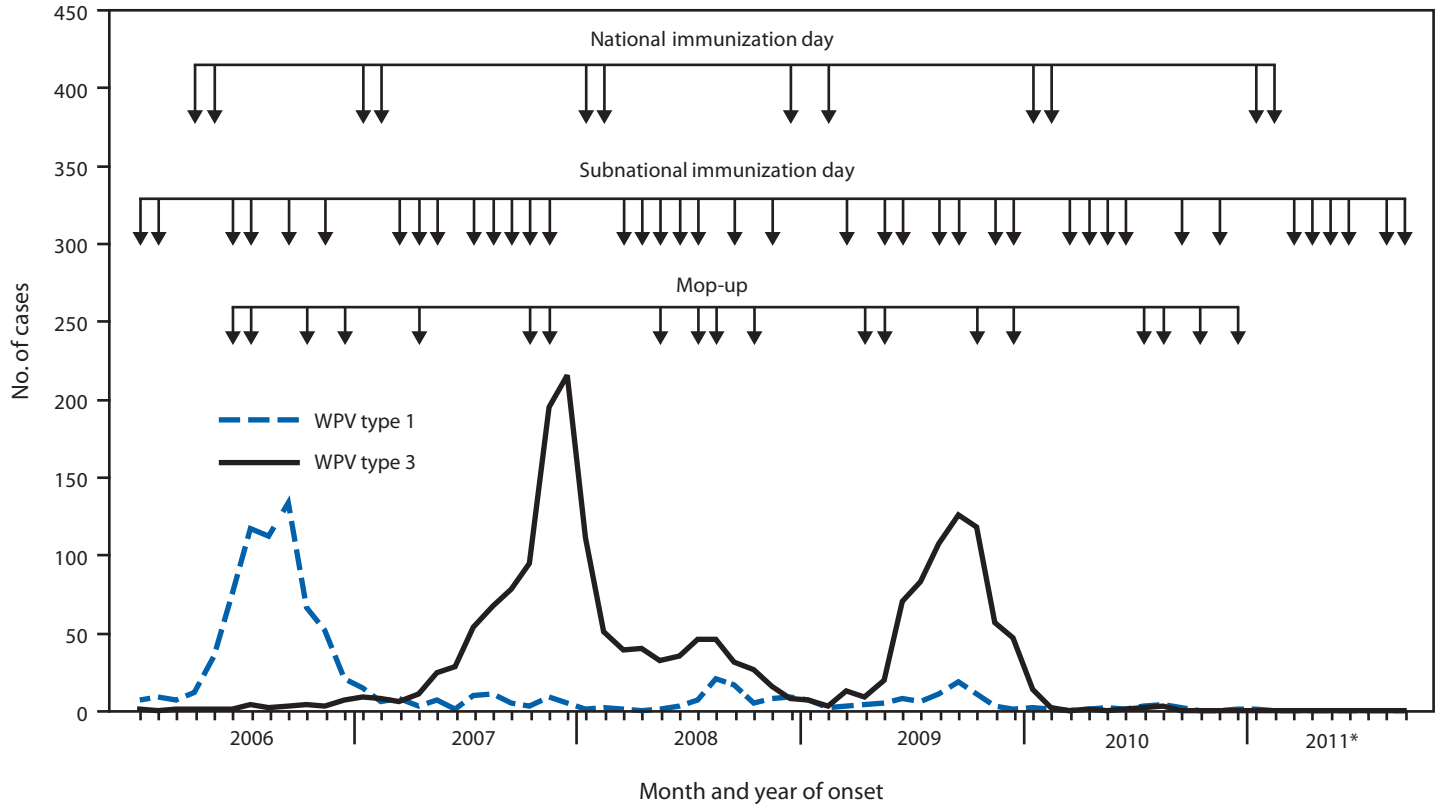 450
National immunization day
400
350
Subnational immunization day
300
Mop-up
250
No. of cases
200
WPV type 1
WPV type 3
150
100
50
0
2006 2007 2008 2009 2010 2011*
Month and year of onset